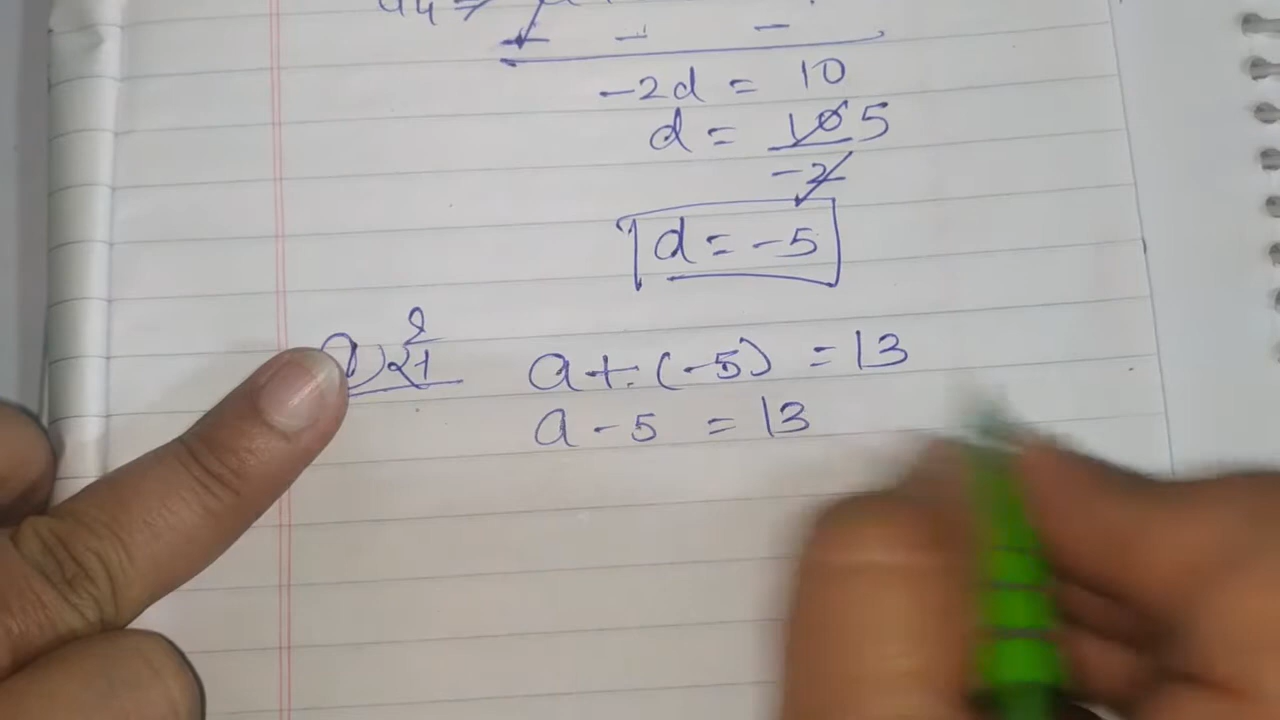 -2d = 10
d = 10 5
-2
d = -5
a + (-5) = 13
a - 5 = 13